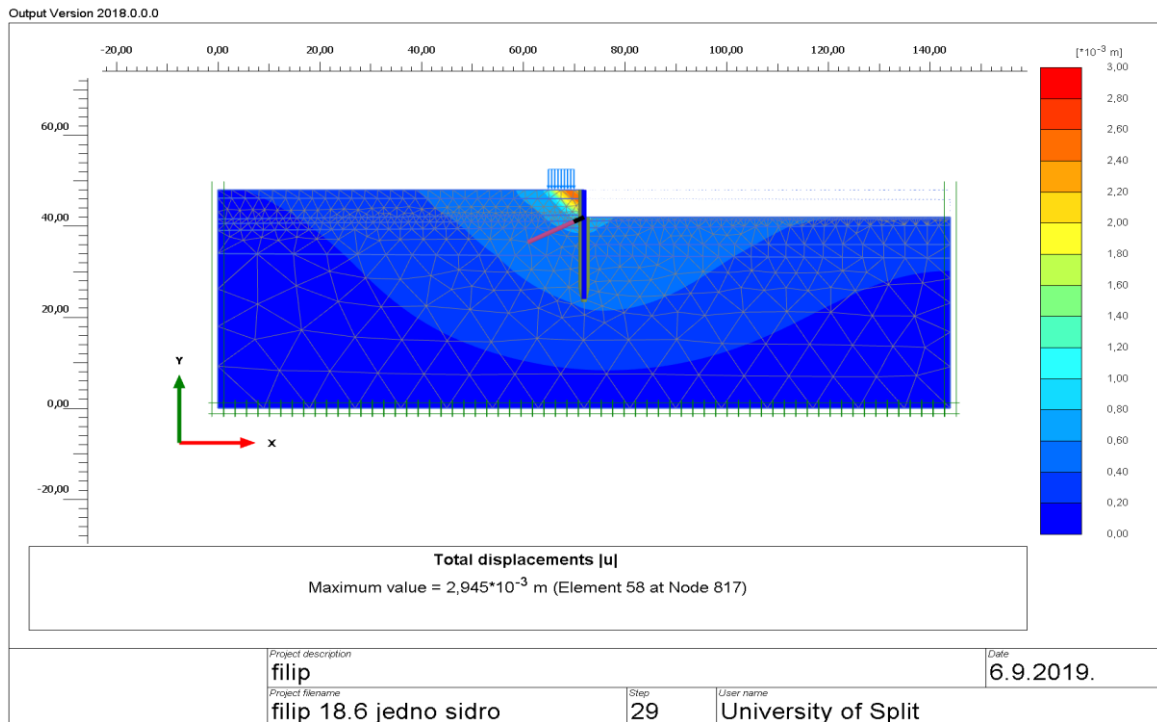 Output Version 2018.0.0.0
-20,00 0,00 20,00 40,00 60,00 80,00 100,00 120,00 140,00
[*10⁻³ m]
3,00
2,80
2,60
2,40
2,20
2,00
1,80
1,60
1,40
1,20
1,00
0,80
0,60
0,40
0,20
0,00
60,00
40,00
20,00
0,00
-20,00
Y
X
Total displacements |u|
Maximum value = 2,945*10⁻³ m (Element 58 at Node 817)
Project description
filip
Date
6.9.2019.
Project filename
filip 18.6 jedno sidro
Step
29
User name
University of Split